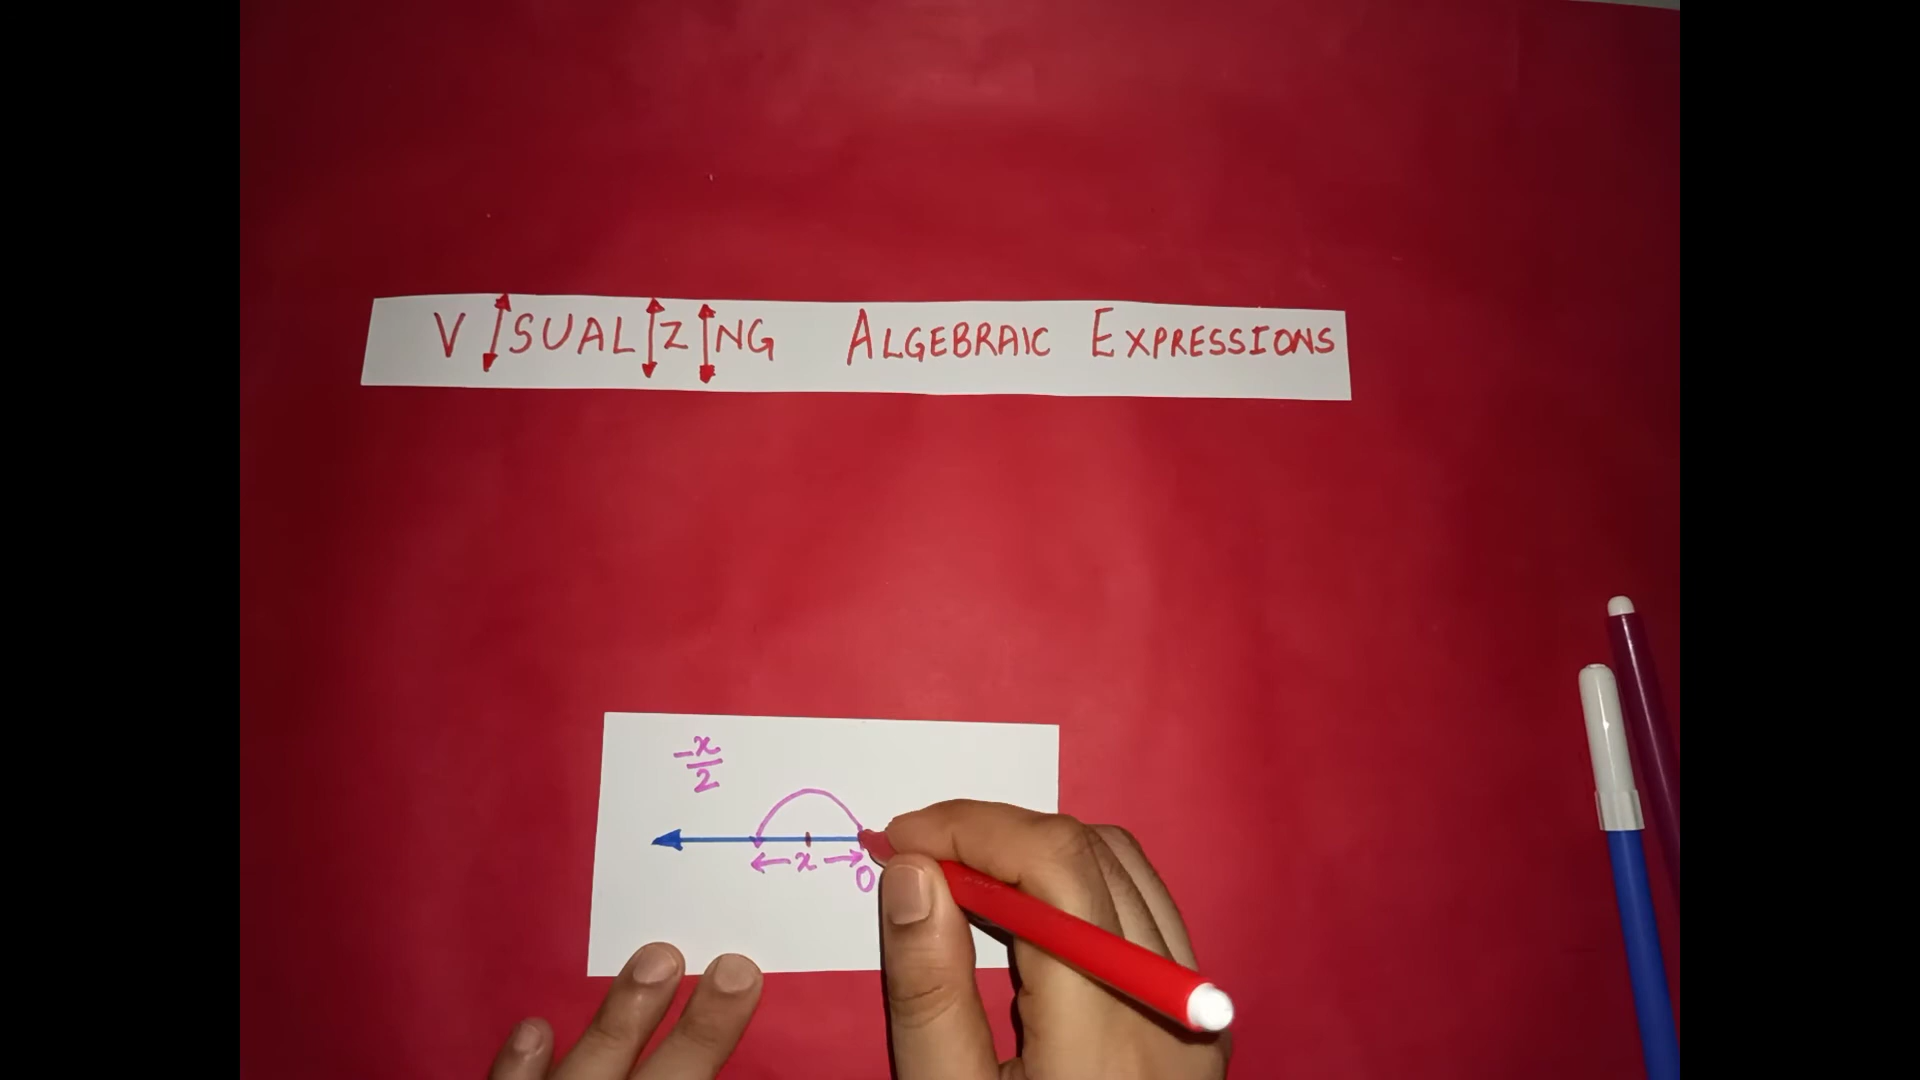 VISUALIZING ALGEBRAIC EXPRESSIONS
-x/2
← x →
0